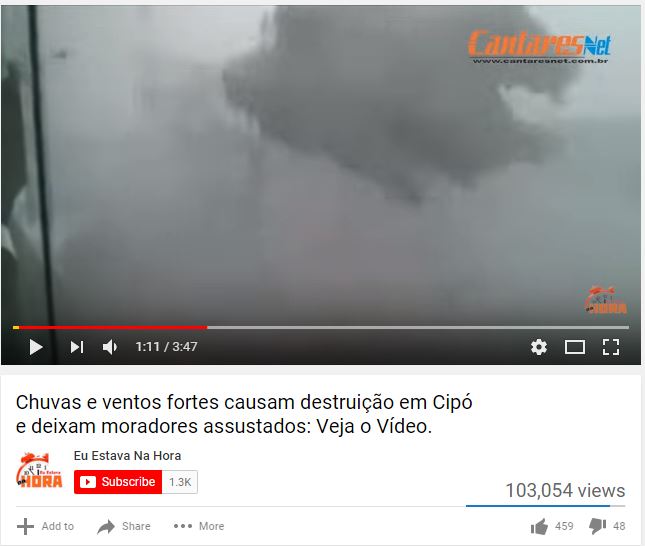 CantaresNet
www.cantaresnet.com.br
HORA
1:11 / 3:47
Chuvas e ventos fortes causam destruição em Cipó
e deixam moradores assustados: Veja o Vídeo.
Eu Estava
HORA
Eu Estava Na Hora
Subscribe 1.3K
103,054 views
Add to Share More 459 48